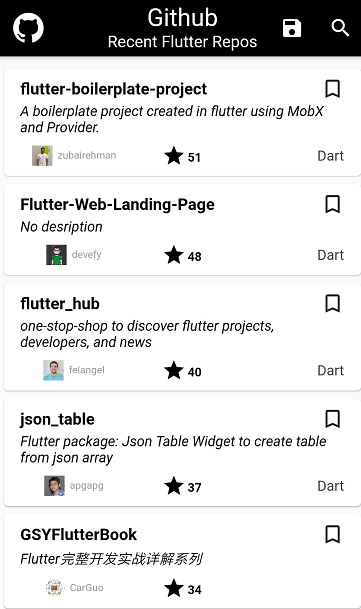 Github
Recent Flutter Repos
flutter-boilerplate-project
A boilerplate project created in flutter using MobX
and Provider.
zubairehman 51 Dart
Flutter-Web-Landing-Page
No desription
devefy 48 Dart
flutter_hub
one-stop-shop to discover flutter projects,
developers, and news
felangel 40 Dart
json_table
Flutter package: Json Table Widget to create table
from json array
apgapg 37 Dart
GSYFlutterBook
Flutter完整开发实战详解系列
CarGuo 34